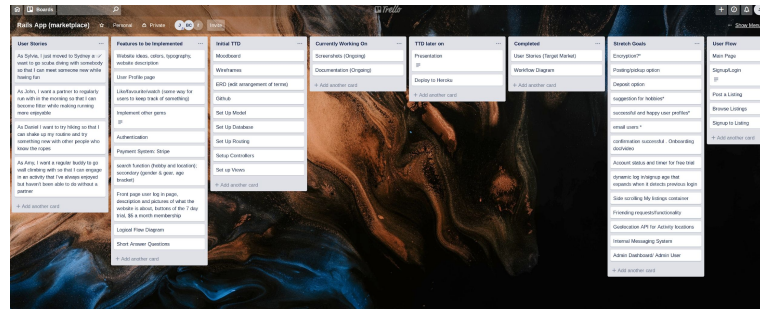 Boards
Trello
Rails App (marketplace)
Personal
Private
J
BC
Invite
Show Menu
User Stories
As Sylvie, I just moved to Sydney
want to go scuba diving with somebody
so that I can meet someone new while
having fun
As John, I want a partner to regularly
run with in the morning so that I can
become fitter while making running
more enjoyable
As Daniel I want to try hiking so that I
can shake up my routine and try
something new with other people who
know the ropes
As Amy, I want a regular buddy to go
wall climbing with so that I can engage
in an activity that I've always enjoyed
but haven't been able to do without a
partner
+ Add another card
Features to be Implemented
Website ideas, colors, typography,
website description
User Profile page
Like/favourite/watch (same way for
users to keep track of something)
Implement other gems
Authentication
Payment System: Stripe
search function (hobby and location);
secondary (gender & gear, age
bracket)
Front page user log in page,
description and pictures of what the
website is about, buttons of the 7 day
trial, $6 a month membership
Logical Flow Diagram
Short Answer Questions
+ Add another card
Initial TTD
Moodboard
Wireframes
ERD (edit arrangement of terms)
Github
Set Up Model
Set Up Database
Set Up Routing
Setup Controllers
Set up Views
+ Add another card
Currently Working On
Screenshots (Ongoing)
Documentation (Ongoing)
+ Add another card
TTD later on
Presentation
Deploy to Heroku
+ Add another card
Completed
User Stories (Target Market)
Workflow Diagram
+ Add another card
Stretch Goals
Encryption?*
Posting/pickup option
Deposit option
suggestion for hobbies*
successful and happy user profiles*
email users *
confirmation successful . Onboarding
doc/video
Account status and timer for free trial
dynamic log in/signup age that
expands when it detects previous login
Side scrolling My listings container
Friending requests/functionality
Geolocation API for Activity locations
Internal Messaging System
Admin Dashboard/ Admin User
+ Add another card
User Flow
Main Page
Signup/Login
Post a Listing
Browse Listings
Signup to Listing
+ Add another card